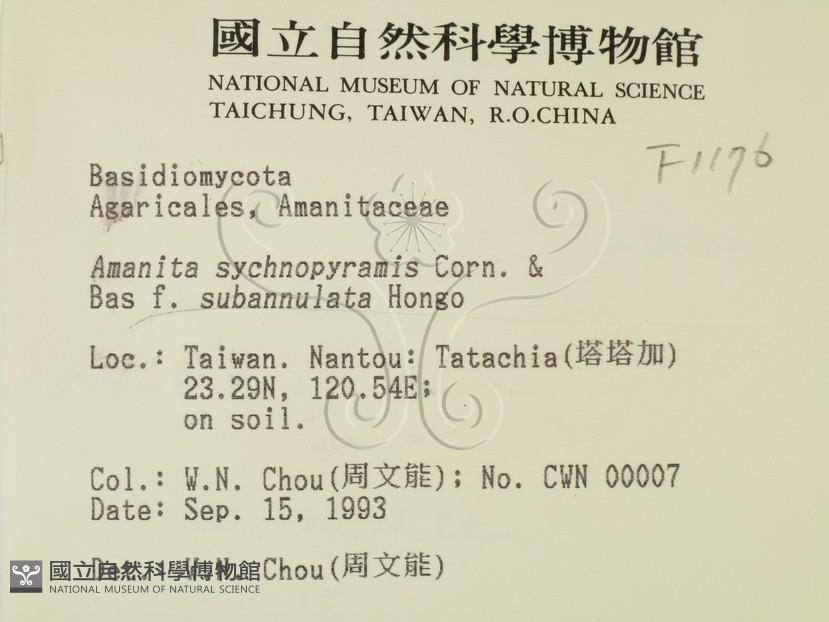 國立自然科學博物館
NATIONAL MUSEUM OF NATURAL SCIENCE
TAICHUNG, TAIWAN, R.O.CHINA
F1176
Basidiomycota
Agaricales, Amanitaceae
Amanita sychnopyramis Corn. &
Bas f. subannulata Hongo
Loc.: Taiwan. Nantou: Tatachia(塔塔加)
23.29N, 120.54E;
on soil.
Col.: W.N. Chou(周文能); No. CWN 00007
Date: Sep. 15, 1993
Det.: W.N. Chou(周文能)
國立自然科學博物館
NATIONAL MUSEUM OF NATURAL SCIENCE